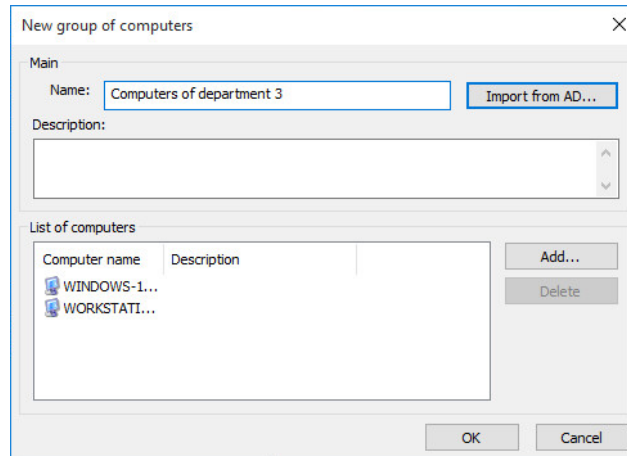 New group of computers
Main
Name: Computers of department 3 Import from AD...
Description:
List of computers
Computer name Description Add...
WINDOWS-1...
Delete
WORKSTATI...
OK Cancel